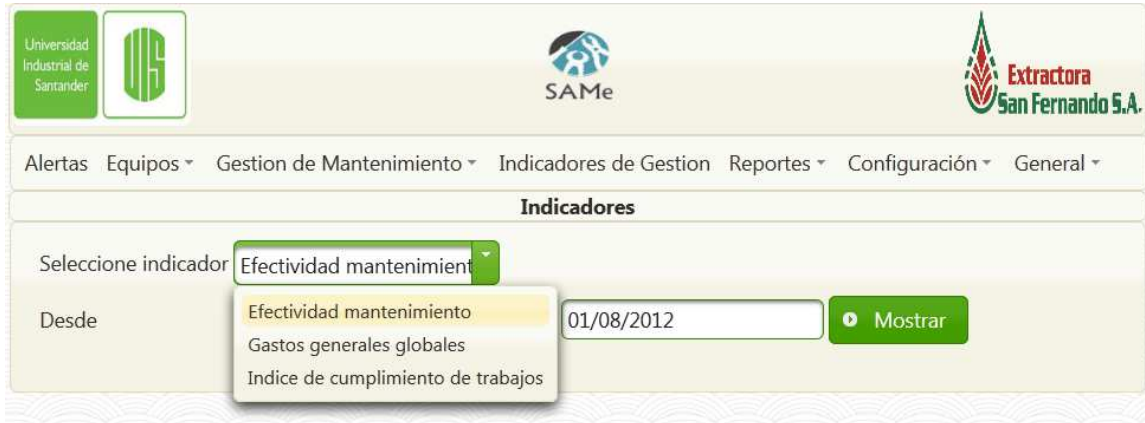 Universidad
Industrial de
Santander
SAMe
Extractora
San Fernando S.A.
Alertas Equipos Gestion de Mantenimiento Indicadores de Gestion Reportes Configuración General
Indicadores
Seleccione indicador Efectividad mantenimient
Efectividad mantenimiento
Desde 01/08/2012 Mostrar
Gastos generales globales
Indice de cumplimiento de trabajos